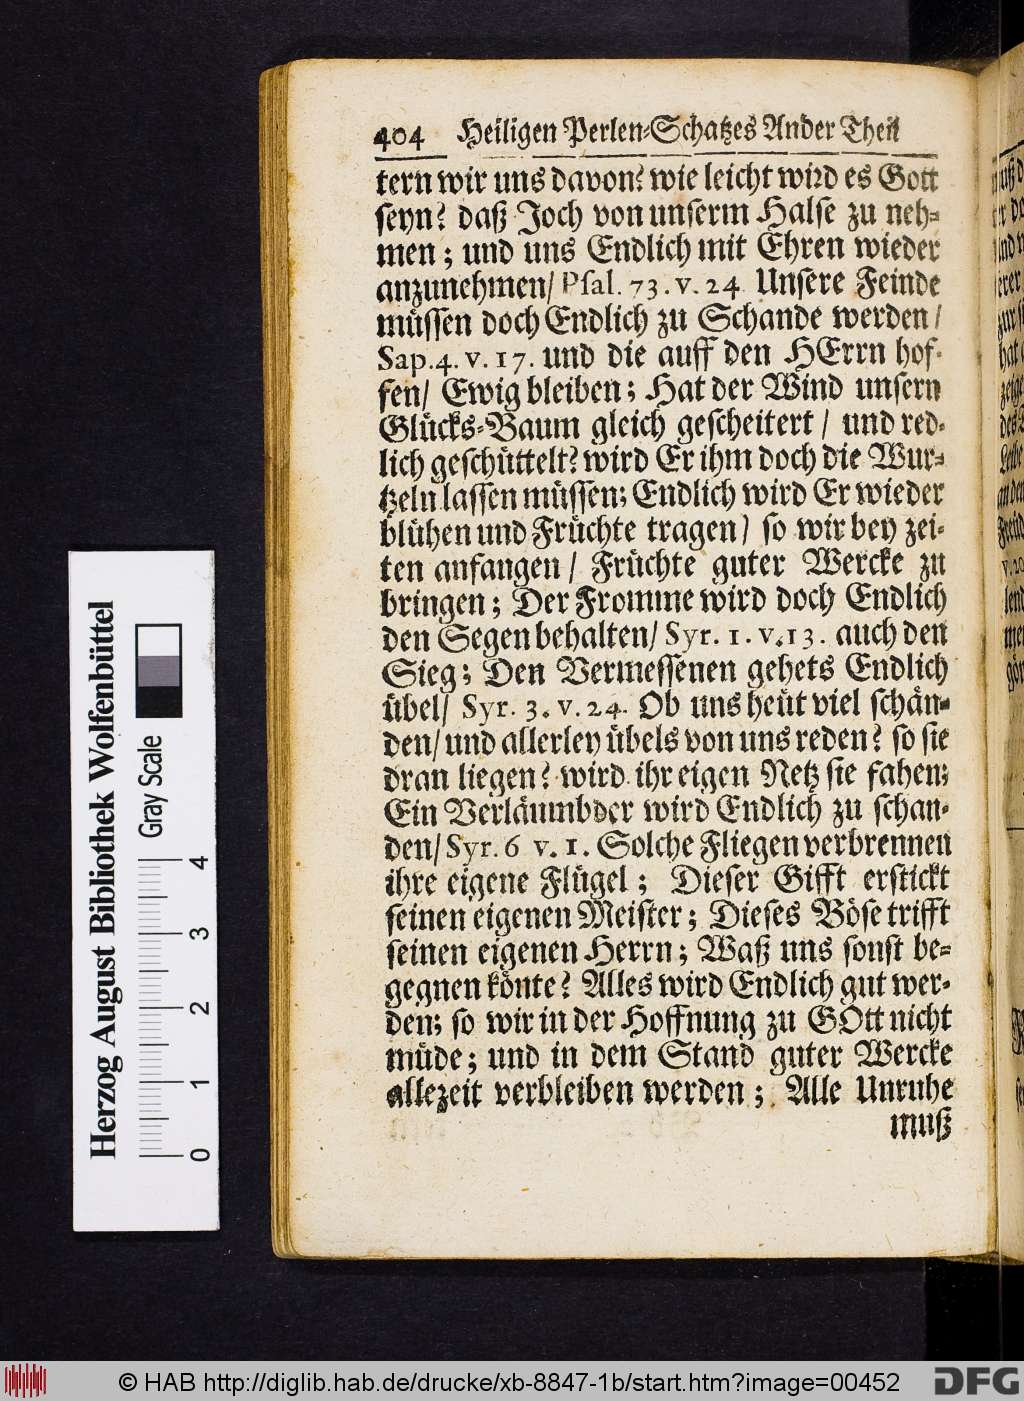 404 Heiligen Perlen-Schatzes Ander Theil
tern wir uns davon? wie leicht wird es Gott
seyn? daß Joch von unserm Halse zu neh-
men; und uns Endlich mit Ehren wieder
anzunehmen/ Psal. 73. v. 24 Unsere Feinde
müssen doch Endlich zu Schande werden/
Sap. 4. v. 17. und die auff den HErrn hof-
fen/ Ewig bleiben; Hat der Wind unsern
Glücks-Baum gleich gescheitert/ und red-
lich geschüttelt? wird Er ihm doch die Wur-
tzeln lassen müssen; Endlich wird Er wieder
blühen und Früchte tragen/ so wir bey zei-
ten anfangen/ Früchte guter Wercke zu
bringen; Der Fromme wird doch Endlich
den Segen behalten/ Syr. 1. v. 13. auch den
Sieg; Den Vermessenen gehets Endlich
übel/ Syr. 3. v. 24. Ob uns heüt viel schän-
den/ und allerley übels von uns reden? so sie
dran liegen? wird ihr eigen Netz sie fahen;
Ein Verläumbder wird Endlich zu schan-
den/ Syr. 6 v. 1. Solche Fliegen verbrennen
ihre eigene Flügel; Dieser Gifft erstickt
seinen eigenen Meister; Dieses Böse trifft
seinen eigenen Herrn; Waß uns sonst be-
gegnen könte? Alles wird Endlich gut wer-
den; so wir in der Hoffnung zu GOtt nicht
müde; und in dem Stand guter Wercke
allezeit verbleiben werden; Alle Unruhe
muß
Herzog August Bibliothek Wolfenbüttel
Gray Scale
0 1 2 3 4
© HAB http://diglib.hab.de/drucke/xb-8847-1b/start.htm?image=00452
DFG